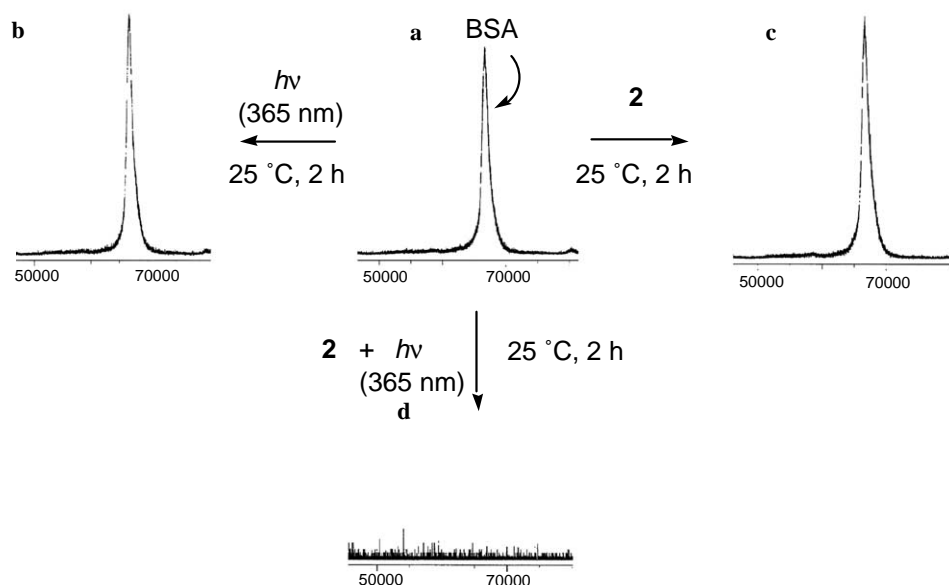 b
a BSA
c
hν
(365 nm)
25 ˚C, 2 h
2
25 ˚C, 2 h
50000 70000
50000 70000
50000 70000
2 + hν
(365 nm)
25 ˚C, 2 h
d
50000 70000